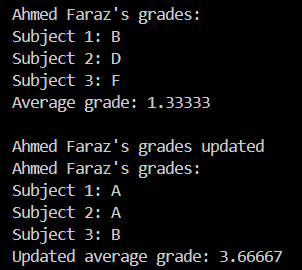 Ahmed Faraz's grades:
Subject 1: B
Subject 2: D
Subject 3: F
Average grade: 1.33333

Ahmed Faraz's grades updated
Ahmed Faraz's grades:
Subject 1: A
Subject 2: A
Subject 3: B
Updated average grade: 3.66667